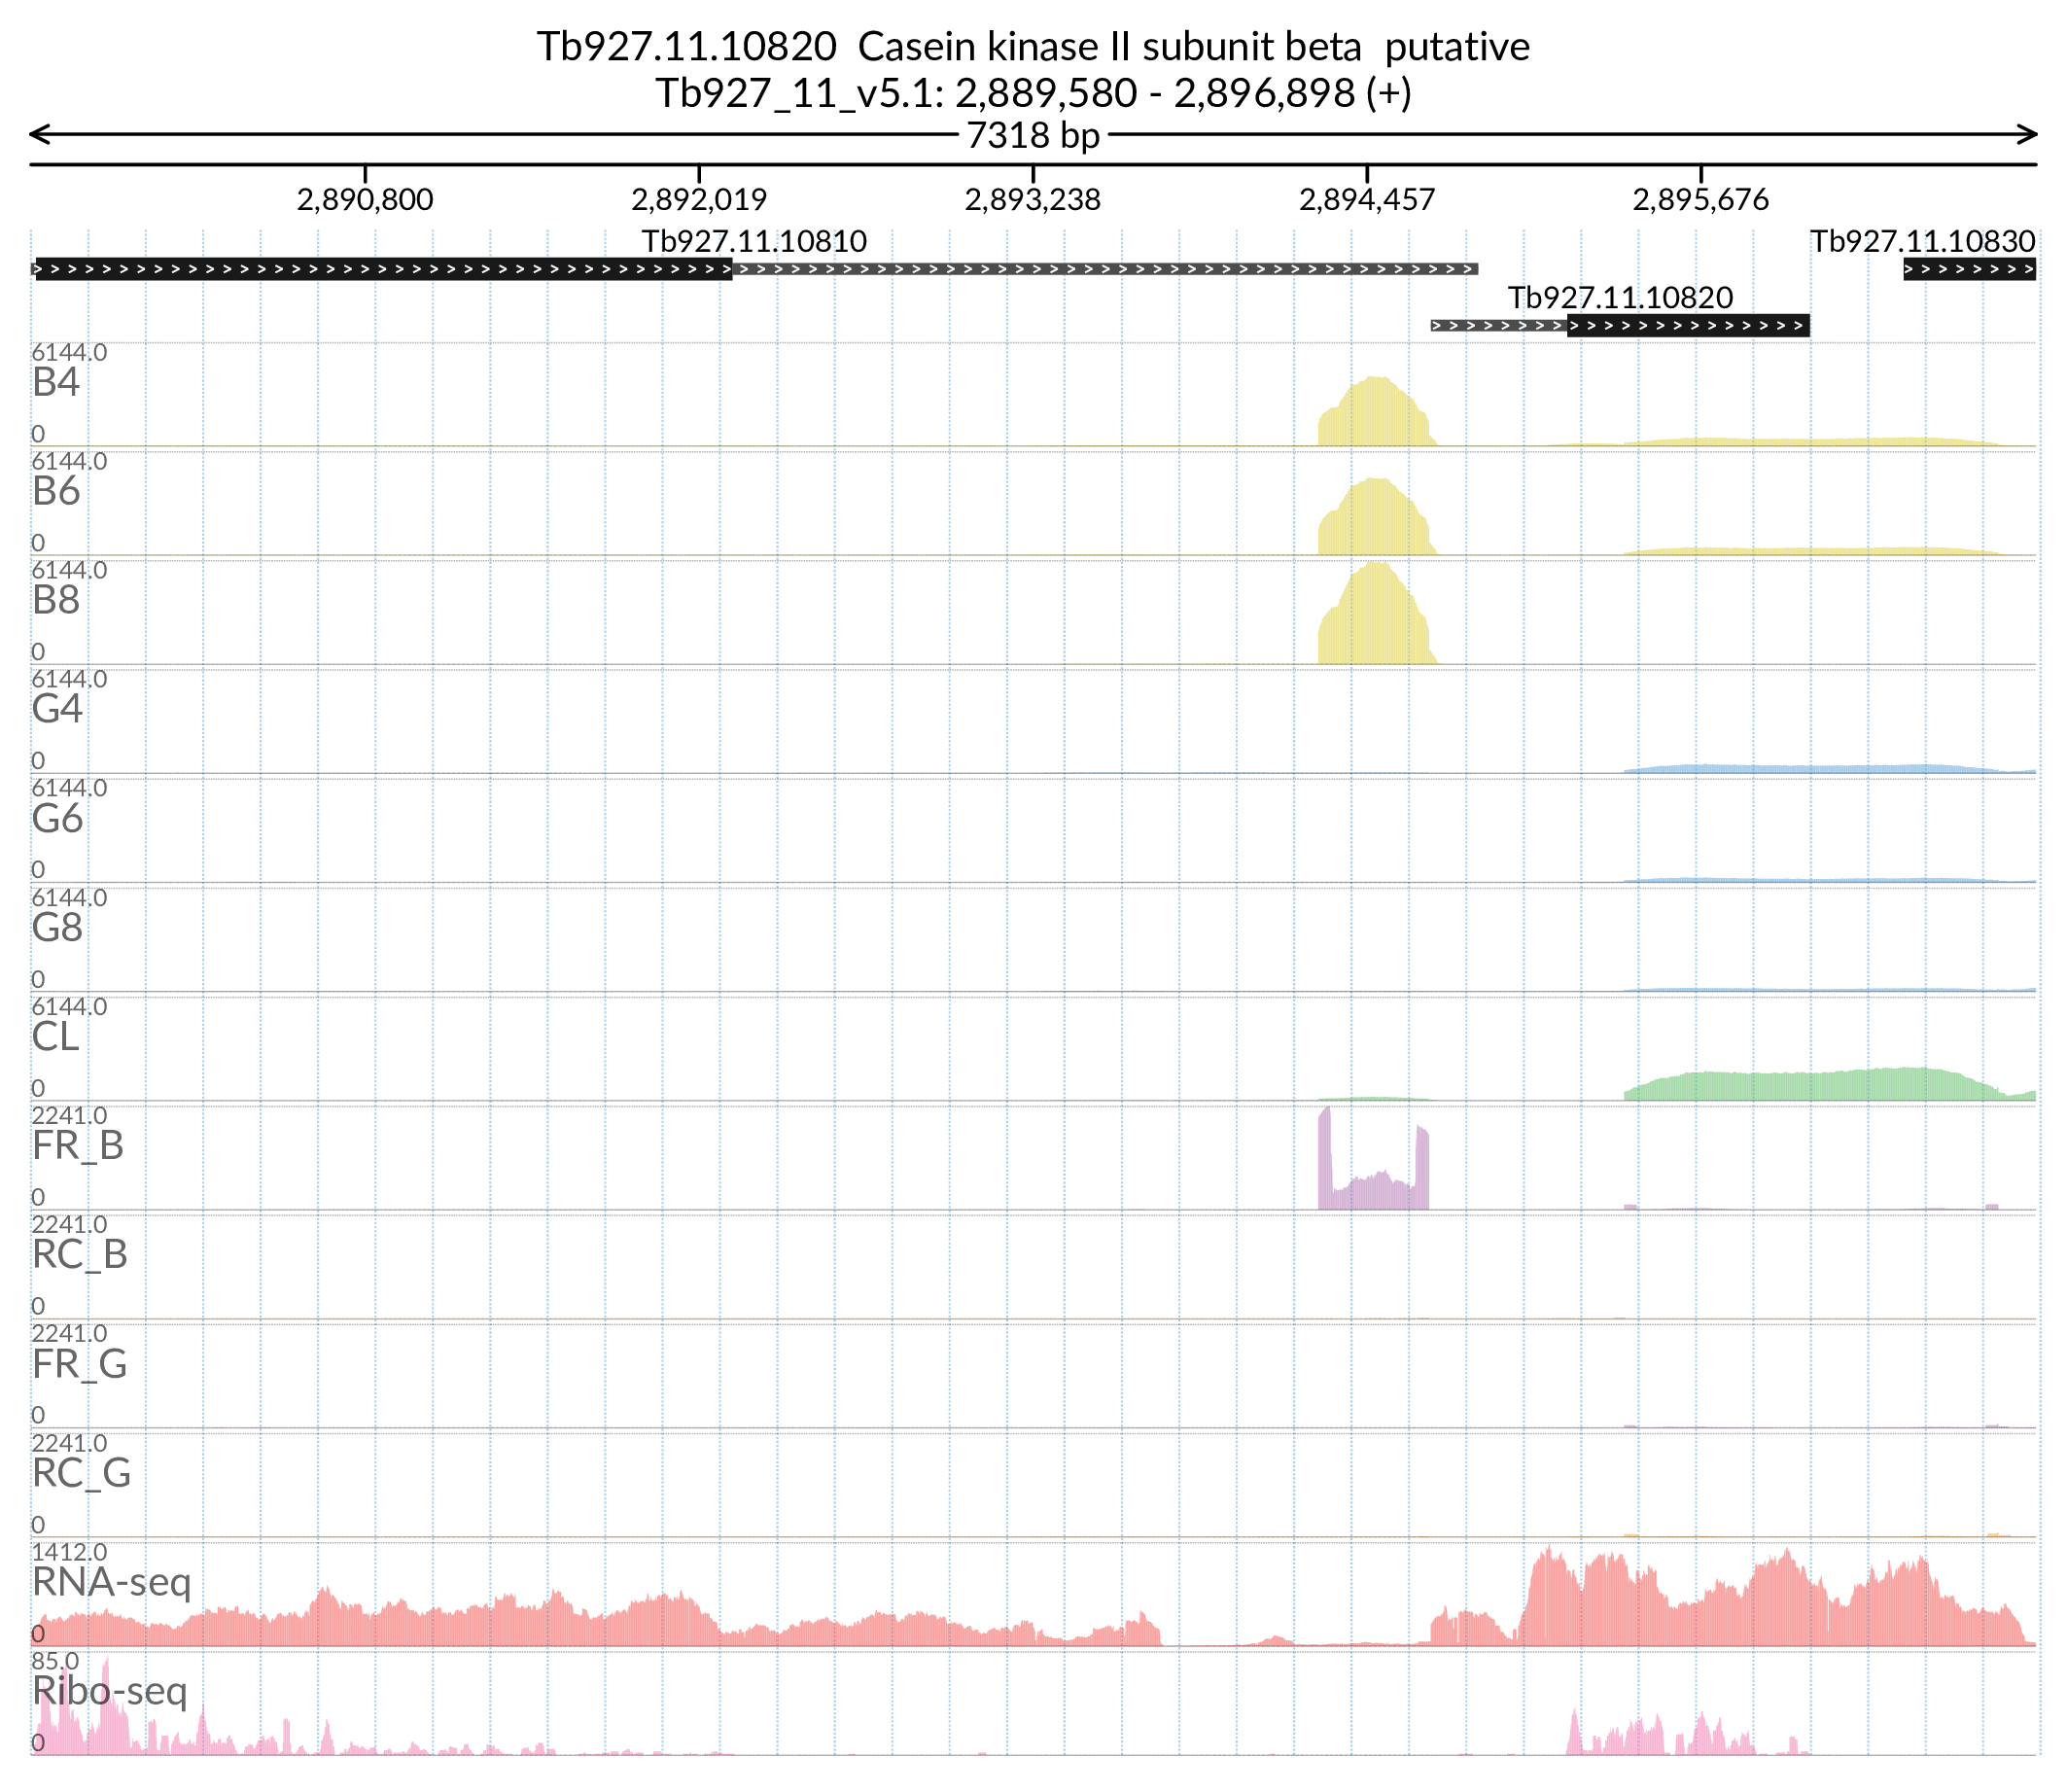 Tb927.11.10820  Casein kinase II subunit beta  putative
Tb927_11_v5.1: 2,889,580 - 2,896,898 (+)
7318 bp
2,890,800 2,892,019 2,893,238 2,894,457 2,895,676
Tb927.11.10810 Tb927.11.10830
Tb927.11.10820
6144.0
B4
0
6144.0
B6
0
6144.0
B8
0
6144.0
G4
0
6144.0
G6
0
6144.0
G8
0
6144.0
CL
0
2241.0
FR_B
0
2241.0
RC_B
0
2241.0
FR_G
0
2241.0
RC_G
0
1412.0
RNA-seq
0
85.0
Ribo-seq
0